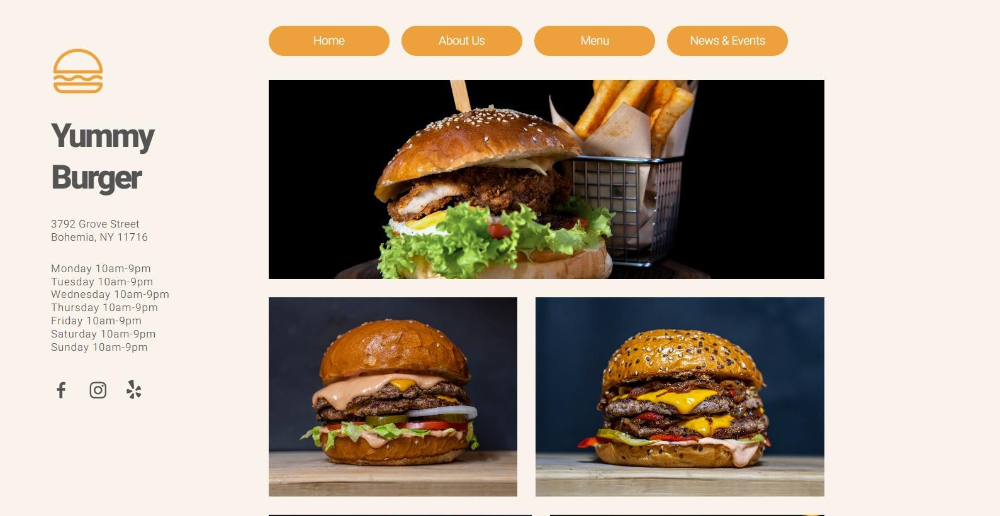 Home
About Us
Menu
News & Events
Yummy
Burger
3792 Grove Street
Bohemia, NY 11716
Monday 10am-9pm
Tuesday 10am-9pm
Wednesday 10am-9pm
Thursday 10am-9pm
Friday 10am-9pm
Saturday 10am-9pm
Sunday 10am-9pm